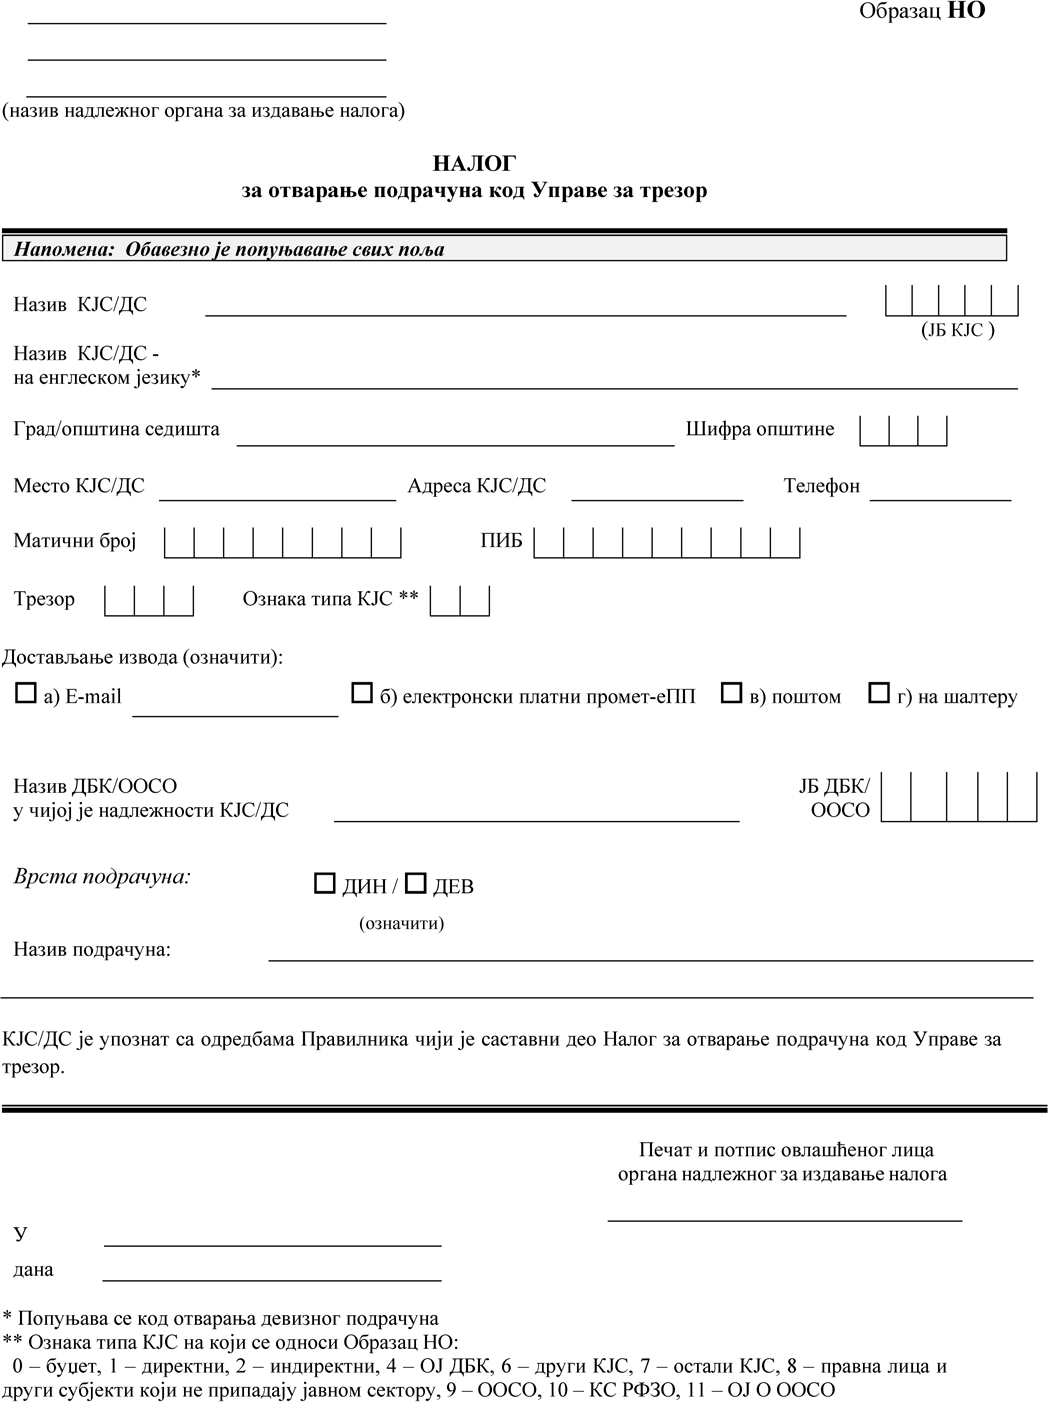 Образац НО
(назив надлежног органа за издавање налога)
НАЛОГ
за отварање подрачуна код Управе за трезор
Напомена: Обавезно је попуњавање свих поља
Назив КЈС/ДС
(ЈБ КЈС )
Назив КЈС/ДС -
на енглеском језику*
Град/општина седишта Шифра општине
Место КЈС/ДС Адреса КЈС/ДС Телефон
Матични број ПИБ
Трезор Ознака типа КЈС **
Достављање извода (означити):
а) E-mail б) електронски платни промет-еПП в) поштом г) на шалтеру
Назив ДБК/ООСО ЈБ ДБК/
у чијој је надлежности КЈС/ДС ООСО
Врста подрачуна: ДИН / ДЕВ
(означити)
Назив подрачуна:
КЈС/ДС је упознат са одредбама Правилника чији је саставни део Налог за отварање подрачуна код Управе за
трезор.
Печат и потпис овлашћеног лица
органа надлежног за издавање налога
У
дана
* Попуњава се код отварања девизног подрачуна
** Ознака типа КЈС на који се односи Образац НО:
0 – буџет, 1 – директни, 2 – индиректни, 4 – ОЈ ДБК, 6 – други КЈС, 7 – остали КЈС, 8 – правна лица и
други субјекти који не припадају јавном сектору, 9 – ООСО, 10 – КС РФЗО, 11 – ОЈ О ООСО